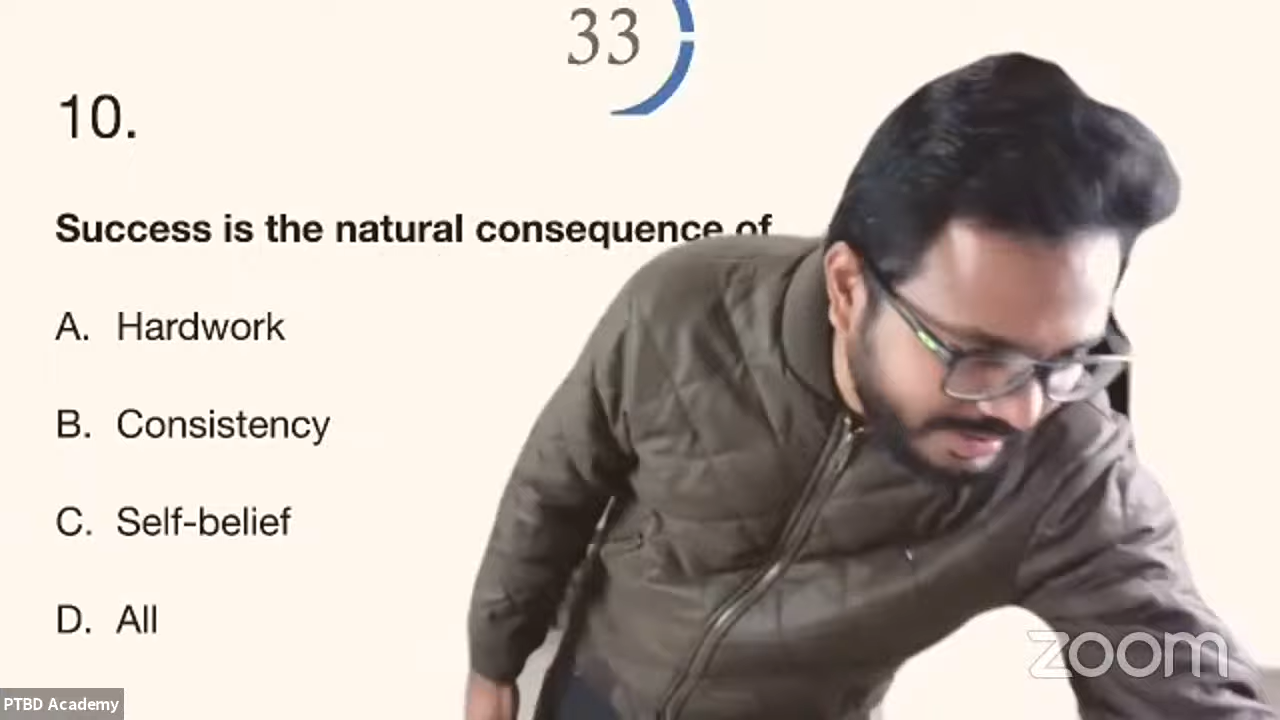 33
10.
Success is the natural consequence of
A. Hardwork
B. Consistency
C. Self-belief
D. All
zoom
PTBD Academy